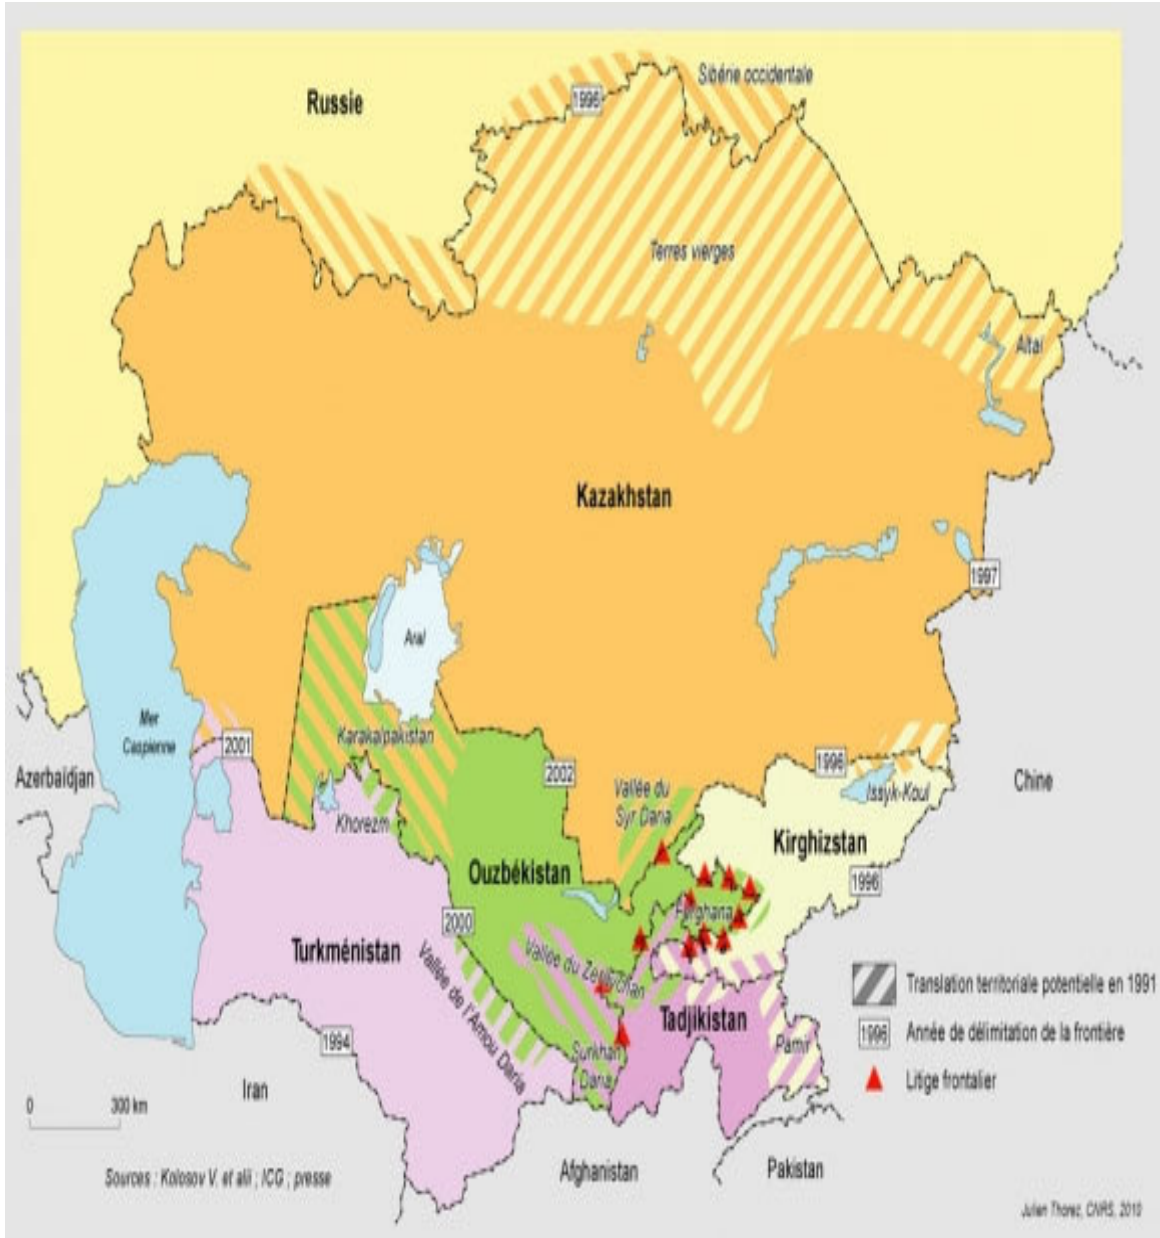 Sibérie occidentale
1996
Russie
Terres vierges
Altaï
Kazakhstan
1997
Aral
Mer
Caspienne
Karakalpakistan
2001
2002
1996
Azerbaïdjan
Chine
Vallée du
Syr Daria
Issyk-Koul
Khorezm
Kirghizstan
Ouzbékistan
1996
Ferghana
2000
Turkménistan
Vallée du Zeravchan
Vallée de l'Amou Daria
Translation territoriale potentielle en 1991
Tadjikistan
1996
Année de délimitation de la frontière
1994
Pamir
Surkhan
Daria
Litige frontalier
Iran
0 300 km
Afghanistan
Pakistan
Sources : Kolosov V. et alii ; ICG ; presse
Julien Thorez, CNRS, 2010